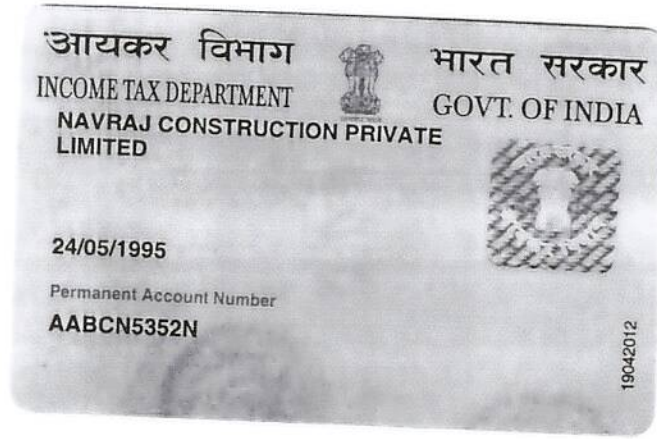 आयकर विभाग
INCOME TAX DEPARTMENT
भारत सरकार
GOVT. OF INDIA
NAVRAJ CONSTRUCTION PRIVATE
LIMITED
24/05/1995
Permanent Account Number
AABCN5352N
19042012